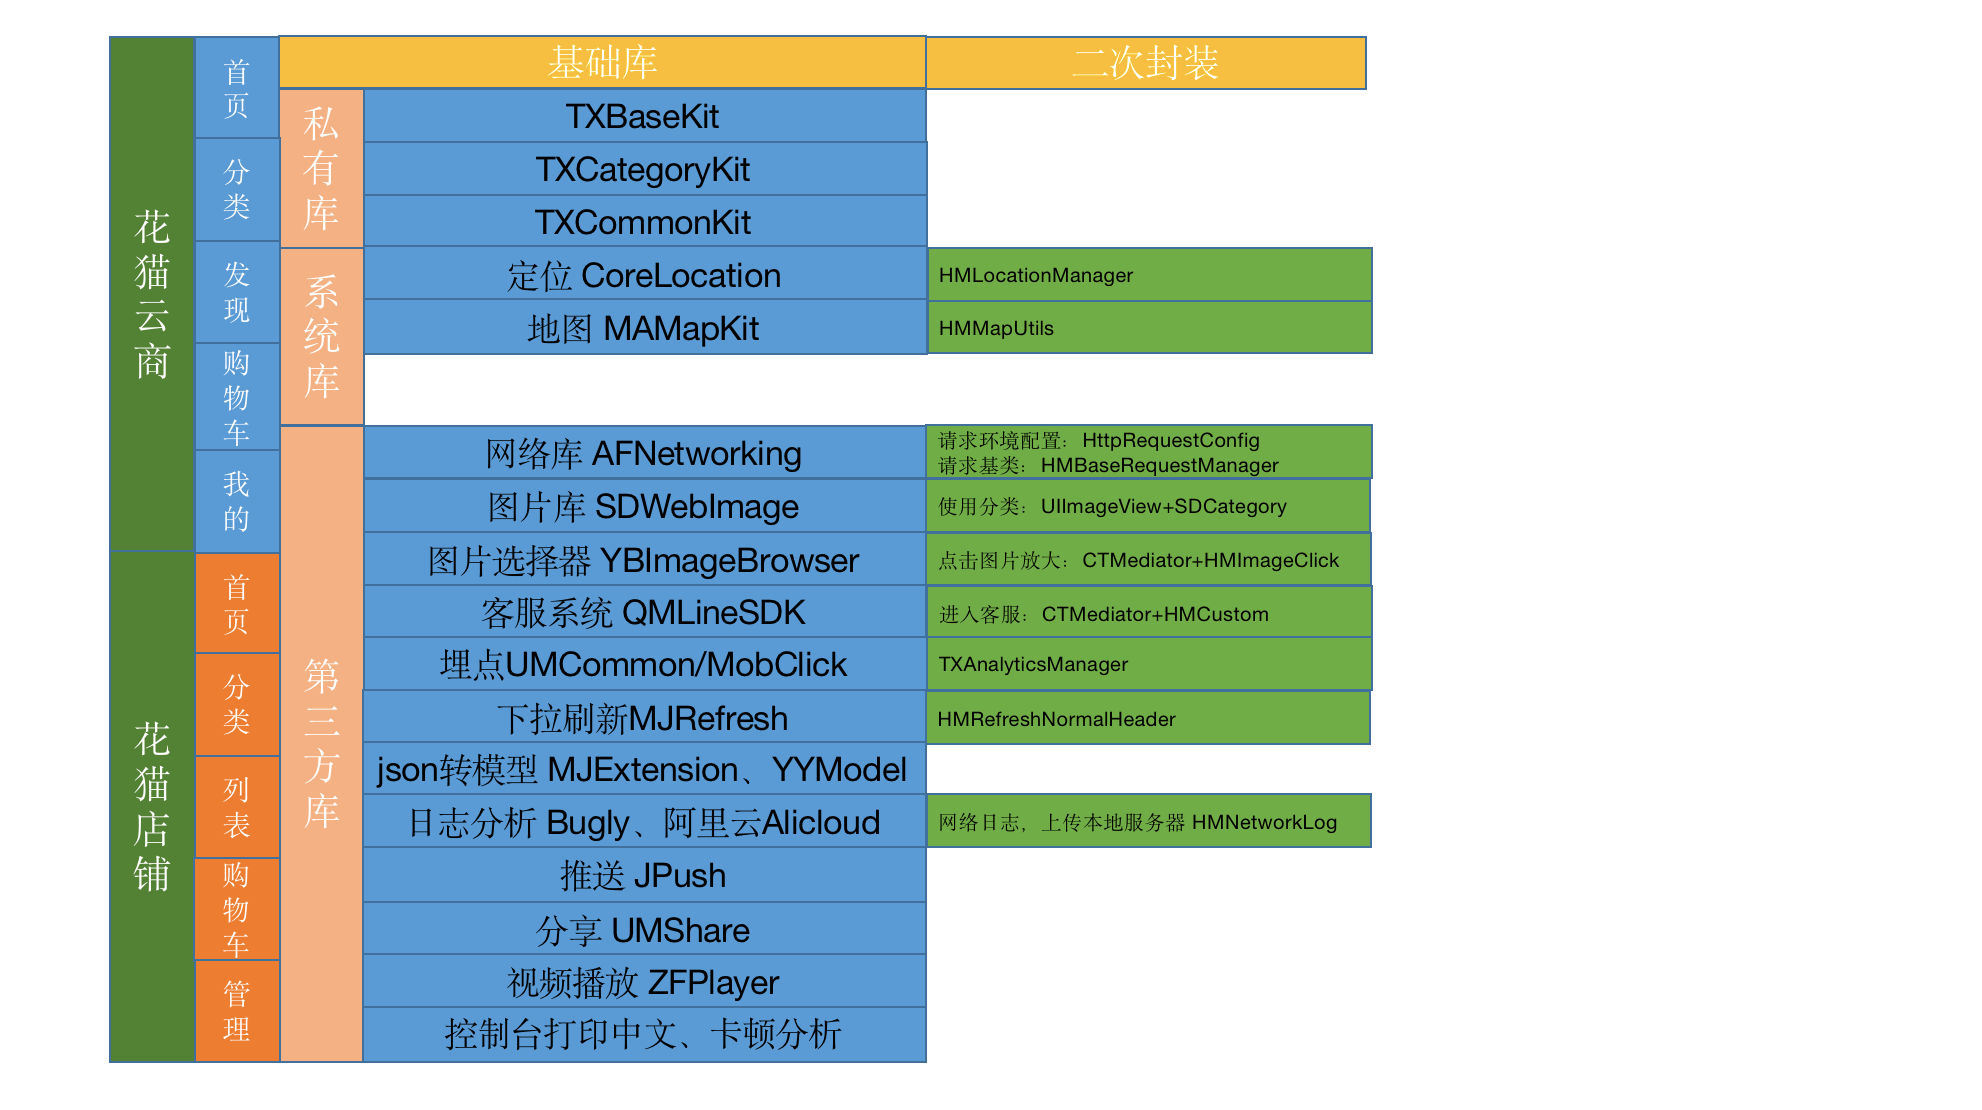 花猫云商
首页
分类
发现
购物车
我的
花猫店铺
首页
分类
列表
购物车
管理
基础库
二次封装
私有库
TXBaseKit
TXCategoryKit
TXCommonKit
系统库
定位 CoreLocation
HMLocationManager
地图 MAMapKit
HMMapUtils
第三方库
网络库 AFNetworking
请求环境配置：HttpRequestConfig
请求基类：HMBaseRequestManager
图片库 SDWebImage
使用分类：UIImageView+SDCategory
图片选择器 YBImageBrowser
点击图片放大：CTMediator+HMImageClick
客服系统 QMLineSDK
进入客服：CTMediator+HMCustom
埋点UMCommon/MobClick
TXAnalyticsManager
下拉刷新MJRefresh
HMRefreshNormalHeader
json转模型 MJExtension、YYModel
日志分析 Bugly、阿里云Alicloud
网络日志，上传本地服务器 HMNetworkLog
推送 JPush
分享 UMShare
视频播放 ZFPlayer
控制台打印中文、卡顿分析